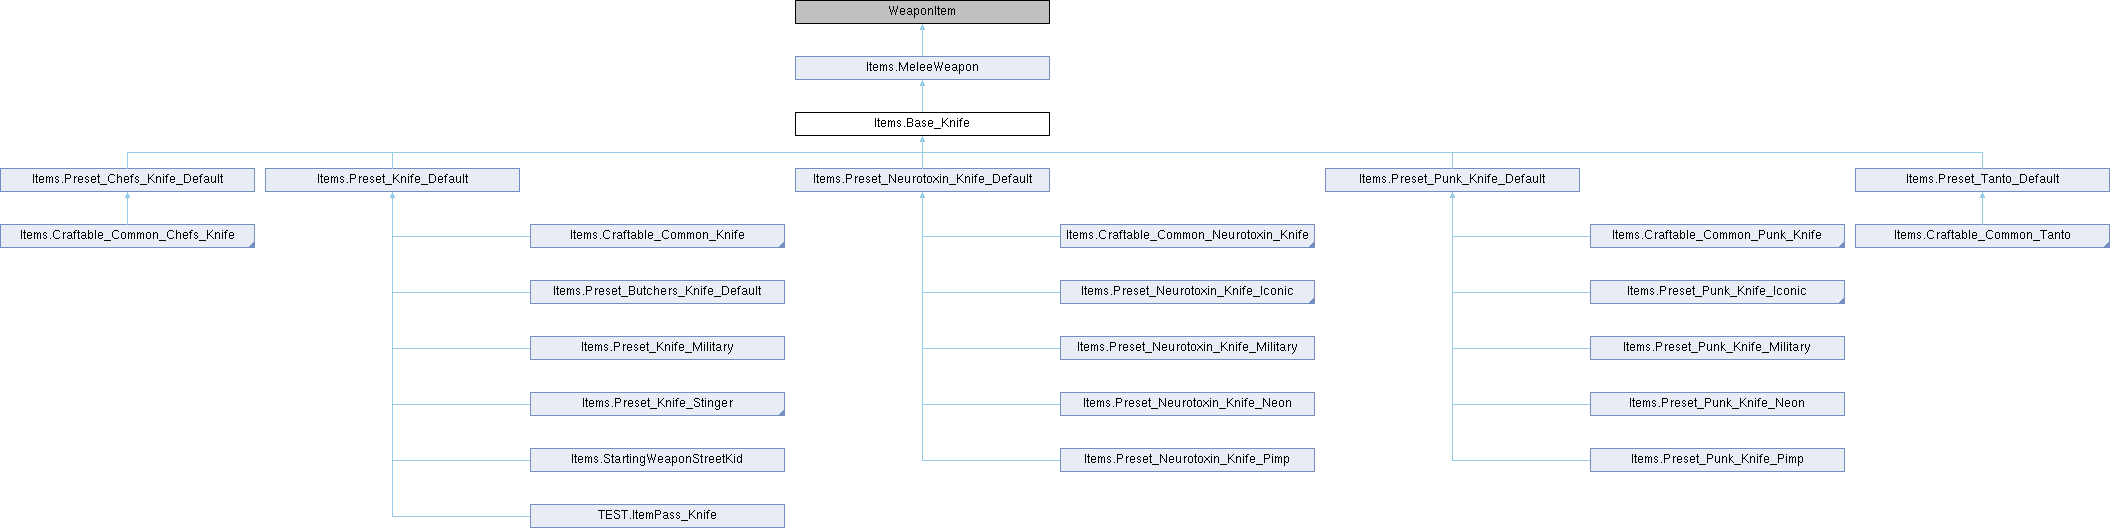 WeaponItem
Items.MeleeWeapon
Items.Base_Knife
Items.Preset_Chefs_Knife_Default
Items.Preset_Knife_Default
Items.Preset_Neurotoxin_Knife_Default
Items.Preset_Punk_Knife_Default
Items.Preset_Tanto_Default
Items.Craftable_Common_Chefs_Knife
Items.Craftable_Common_Knife
Items.Craftable_Common_Neurotoxin_Knife
Items.Craftable_Common_Punk_Knife
Items.Craftable_Common_Tanto
Items.Preset_Butchers_Knife_Default
Items.Preset_Neurotoxin_Knife_Iconic
Items.Preset_Punk_Knife_Iconic
Items.Preset_Knife_Military
Items.Preset_Neurotoxin_Knife_Military
Items.Preset_Punk_Knife_Military
Items.Preset_Knife_Stinger
Items.Preset_Neurotoxin_Knife_Neon
Items.Preset_Punk_Knife_Neon
Items.StartingWeaponStreetKid
Items.Preset_Neurotoxin_Knife_Pimp
Items.Preset_Punk_Knife_Pimp
TEST.ItemPass_Knife